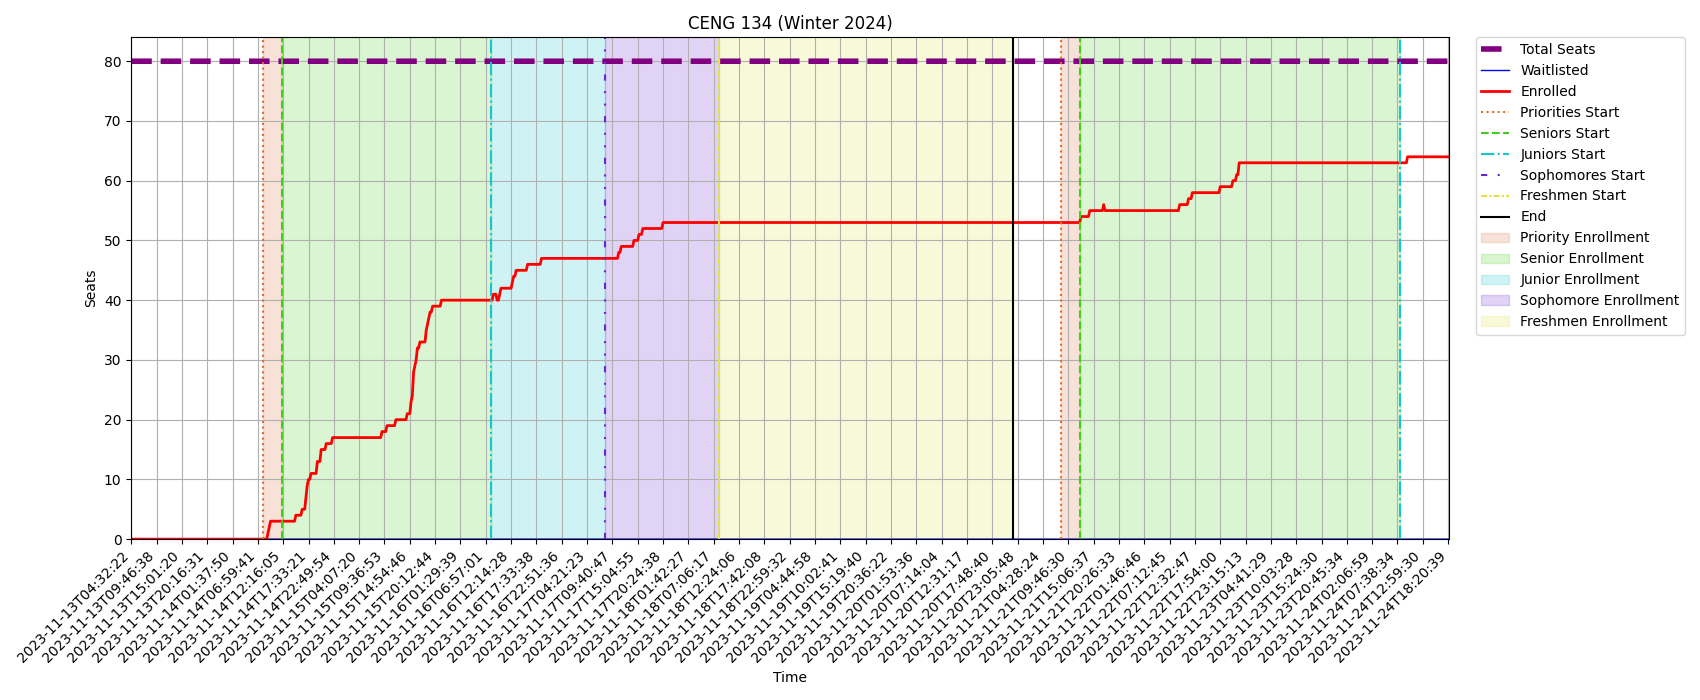 CENG 134 (Winter 2024)
Seats
80
70
60
50
40
30
20
10
0
2023-11-13T04:32:22
2023-11-13T09:46:38
2023-11-13T15:01:20
2023-11-13T20:16:31
2023-11-14T01:37:50
2023-11-14T06:59:41
2023-11-14T12:16:05
2023-11-14T17:33:21
2023-11-14T22:49:54
2023-11-15T04:07:20
2023-11-15T09:36:53
2023-11-15T14:54:46
2023-11-15T20:12:44
2023-11-16T01:29:39
2023-11-16T06:57:01
2023-11-16T12:14:28
2023-11-16T17:33:38
2023-11-16T22:51:36
2023-11-17T04:21:23
2023-11-17T09:40:47
2023-11-17T15:04:55
2023-11-17T20:24:38
2023-11-18T01:42:27
2023-11-18T07:06:17
2023-11-18T12:24:06
2023-11-18T17:42:08
2023-11-18T22:59:32
2023-11-19T04:44:58
2023-11-19T10:02:41
2023-11-19T15:19:40
2023-11-19T20:36:22
2023-11-20T01:53:36
2023-11-20T07:14:04
2023-11-20T12:31:17
2023-11-20T17:48:40
2023-11-20T23:05:48
2023-11-21T04:28:24
2023-11-21T09:46:30
2023-11-21T15:06:37
2023-11-21T20:26:33
2023-11-22T01:46:46
2023-11-22T07:12:45
2023-11-22T12:32:47
2023-11-22T17:54:00
2023-11-22T23:15:13
2023-11-23T04:41:29
2023-11-23T10:03:28
2023-11-23T15:24:30
2023-11-23T20:45:34
2023-11-24T02:06:59
2023-11-24T07:38:34
2023-11-24T12:59:30
2023-11-24T18:20:39
Time
Total Seats
Waitlisted
Enrolled
Priorities Start
Seniors Start
Juniors Start
Sophomores Start
Freshmen Start
End
Priority Enrollment
Senior Enrollment
Junior Enrollment
Sophomore Enrollment
Freshmen Enrollment